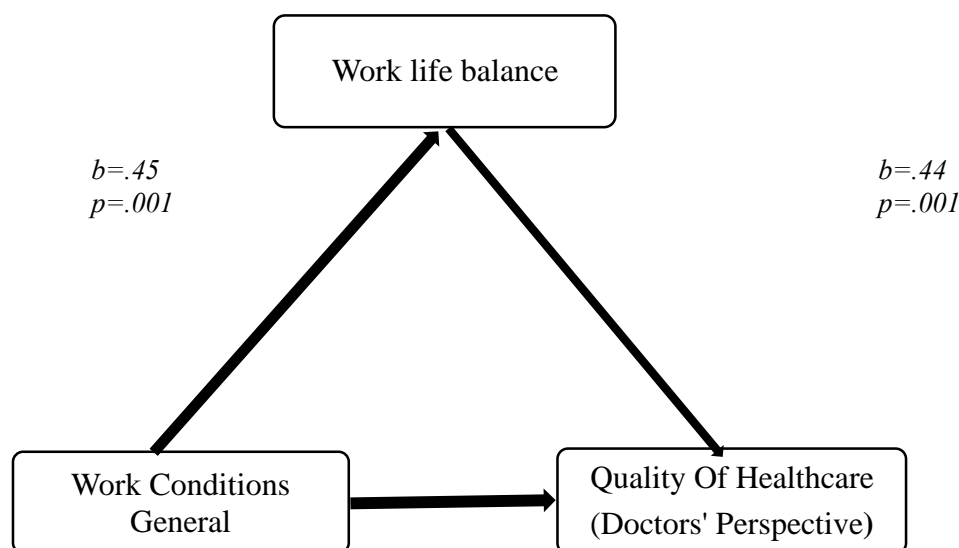 Work life balance
b=.45
p=.001
b=.44
p=.001
Work Conditions
General
Quality Of Healthcare
(Doctors' Perspective)